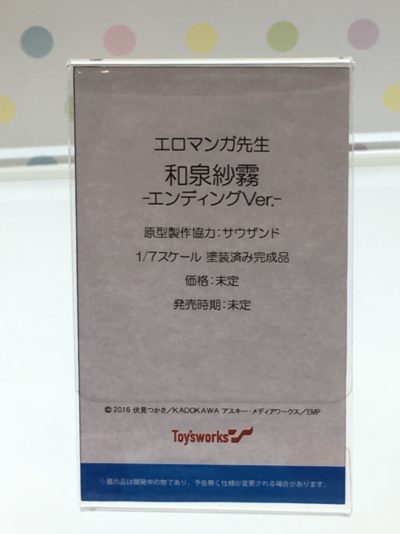 エロマンガ先生
和泉紗霧
-エンディングVer.-
原型製作協力:サウザンド
1/7スケール 塗装済み完成品
価格:未定
発売時期:未定
©2016 伏見つかさ/KADOKAWA アスキー・メディアワークス/EMP
Toy'sworks
※展示品は開発中の物であり、予告無く仕様が変更される場合があります。